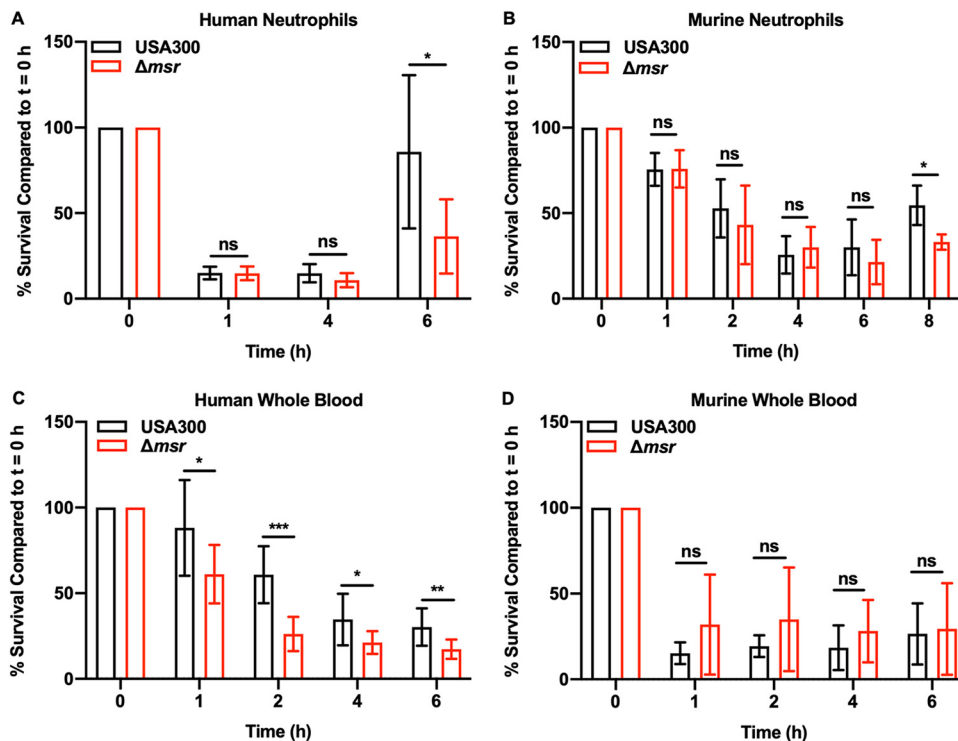 A
Human Neutrophils
% Survival Compared to t = 0 h
150
100
50
0
USA300
Δmsr
ns
ns
*
0 1 4 6
Time (h)
B
Murine Neutrophils
% Survival Compared to t = 0 h
150
100
50
0
USA300
Δmsr
ns
ns
ns
ns
*
0 1 2 4 6 8
Time (h)
C
Human Whole Blood
% Survival Compared to t = 0 h
150
100
50
0
USA300
Δmsr
*
***
*
**
0 1 2 4 6
Time (h)
D
Murine Whole Blood
% Survival Compared to t = 0 h
150
100
50
0
USA300
Δmsr
ns
ns
ns
ns
0 1 2 4 6
Time (h)